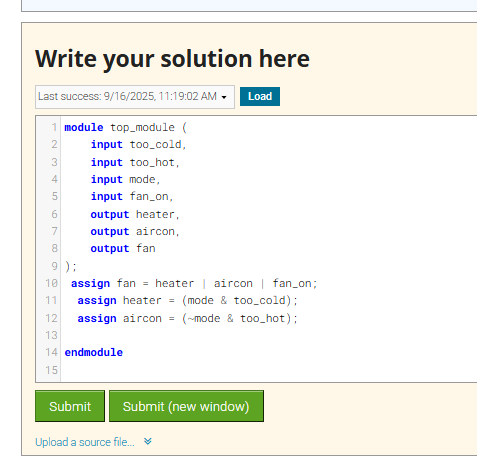 Write your solution here
Last success: 9/16/2025, 11:19:02 AM
Load
1 module top_module (
2     input too_cold,
3     input too_hot,
4     input mode,
5     input fan_on,
6     output heater,
7     output aircon,
8     output fan
9 );
10  assign fan = heater | aircon | fan_on;
11   assign heater = (mode & too_cold);
12   assign aircon = (~mode & too_hot);
13
14 endmodule
15
Submit
Submit (new window)
Upload a source file...